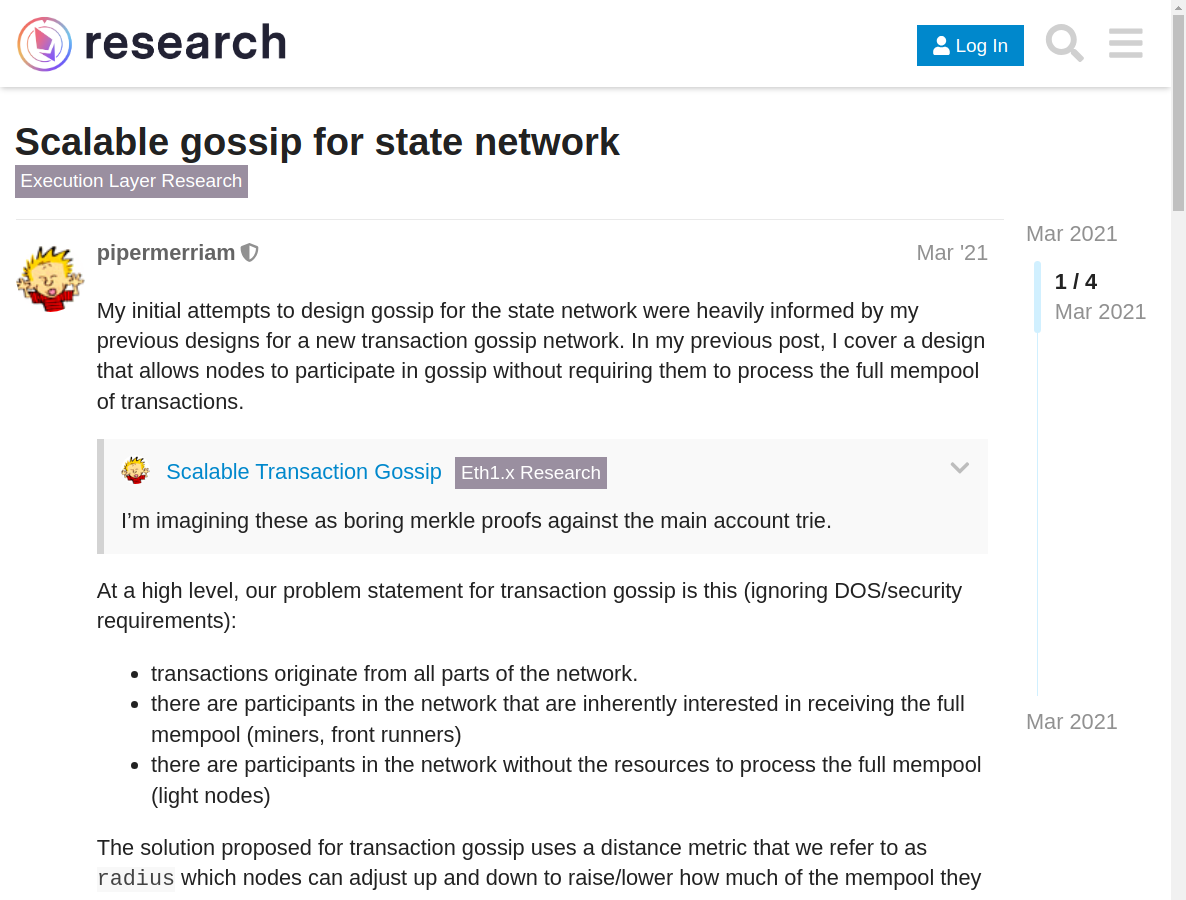 research
Log In
Scalable gossip for state network
Execution Layer Research
pipermerriam
Mar '21
Mar 2021
1 / 4
Mar 2021
My initial attempts to design gossip for the state network were heavily informed by my
previous designs for a new transaction gossip network. In my previous post, I cover a design
that allows nodes to participate in gossip without requiring them to process the full mempool
of transactions.
Scalable Transaction Gossip Eth1.x Research
I’m imagining these as boring merkle proofs against the main account trie.
At a high level, our problem statement for transaction gossip is this (ignoring DOS/security
requirements):
• transactions originate from all parts of the network.
• there are participants in the network that are inherently interested in receiving the full
mempool (miners, front runners)
• there are participants in the network without the resources to process the full mempool
(light nodes)
Mar 2021
The solution proposed for transaction gossip uses a distance metric that we refer to as
radius which nodes can adjust up and down to raise/lower how much of the mempool they